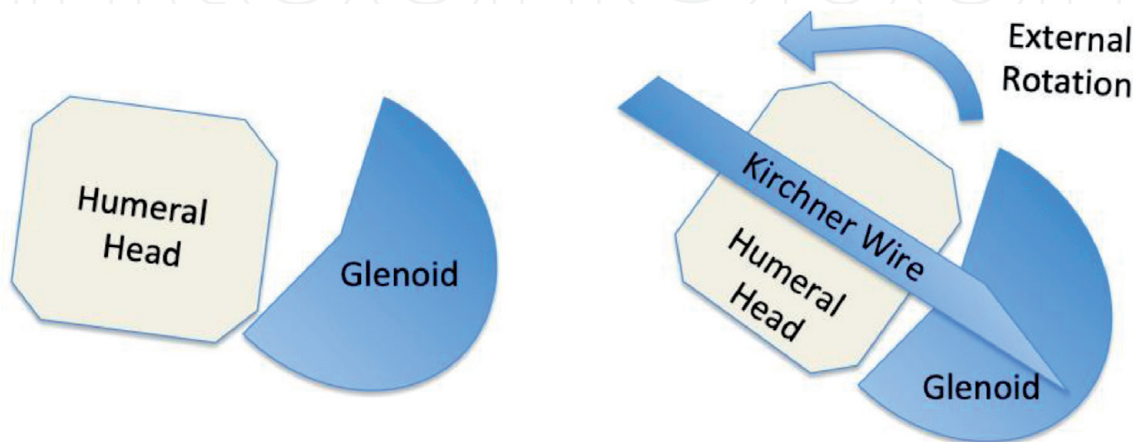 Humeral
Head
Glenoid
External
Rotation
Kirchner Wire
Humeral
Head
Glenoid